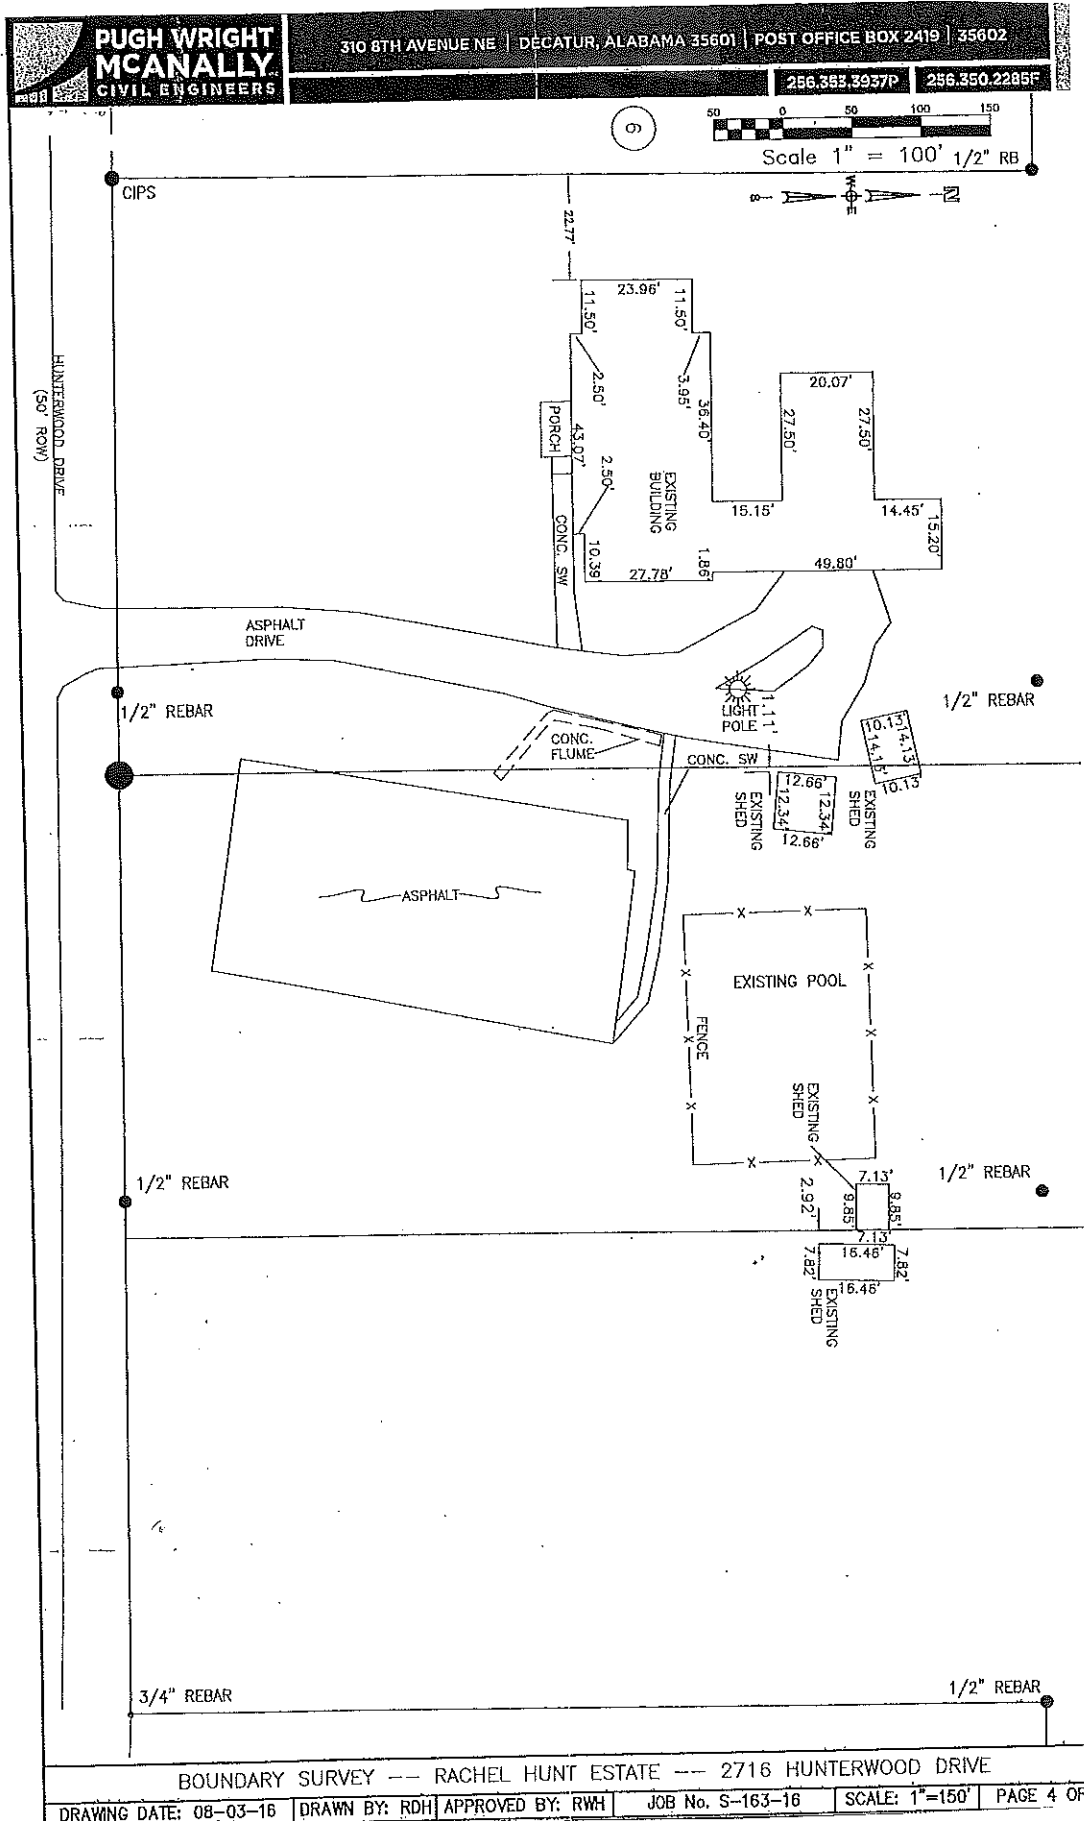 PUGH WRIGHT
MCANALLY
CIVIL ENGINEERS
310 8TH AVENUE NE | DECATUR, ALABAMA 35601 | POST OFFICE BOX 2419 | 35602
256.353.3937P
256.350.2285F
6
50 0 50 100 150
Scale 1" = 100'
1/2" RB
CIPS
S W E N
22.77'
23.96'
11.50'
11.50'
2.50'
3.95'
36.40'
20.07'
27.50'
27.50'
HUNTERWOOD DRIVE
(50' ROW)
PORCH
43.07'
2.50'
EXISTING
BUILDING
15.15'
14.45'
15.20'
CONC. SW
10.39'
27.78'
1.86'
49.80'
ASPHALT
DRIVE
1/2" REBAR
LIGHT
POLE
1.11'
1/2" REBAR
CONC.
FLUME
CONC. SW
10.13'
14.13'
14.13'
10.13'
12.66'
12.34'
12.34'
12.66'
EXISTING
SHED
EXISTING
SHED
ASPHALT
EXISTING POOL
FENCE
EXISTING
SHED
1/2" REBAR
1/2" REBAR
7.13'
2.92'
9.85'
9.85'
7.13'
16.46'
7.82'
7.82'
16.46'
EXISTING
SHED
3/4" REBAR
1/2" REBAR
BOUNDARY SURVEY -- RACHEL HUNT ESTATE -- 2716 HUNTERWOOD DRIVE
DRAWING DATE: 08-03-16 DRAWN BY: RDH APPROVED BY: RWH JOB No. S-163-16 SCALE: 1"=150' PAGE 4 OF